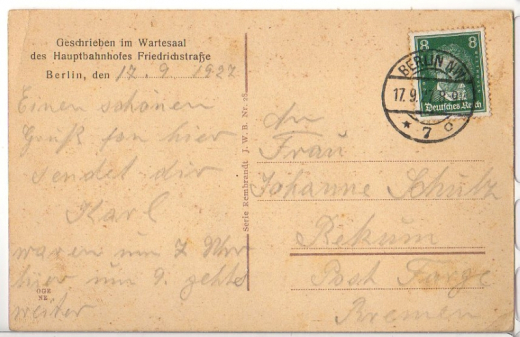 Geschrieben im Wartesaal
des Hauptbahnhofes Friedrichstraße
Berlin, den 17. 9 1927
Einen schönen
Gruß fon hier
sendet dir
Karl
waren um 7 Uhr
hier um 9. gehts
weiter
Serie Rembrandt J. W. B. Nr.
An
Frau
Johanne Schulz
Rekum
Post Farge
Bremen
BERLIN NW
17.9.
* 7
8 8
Deutsches Reich